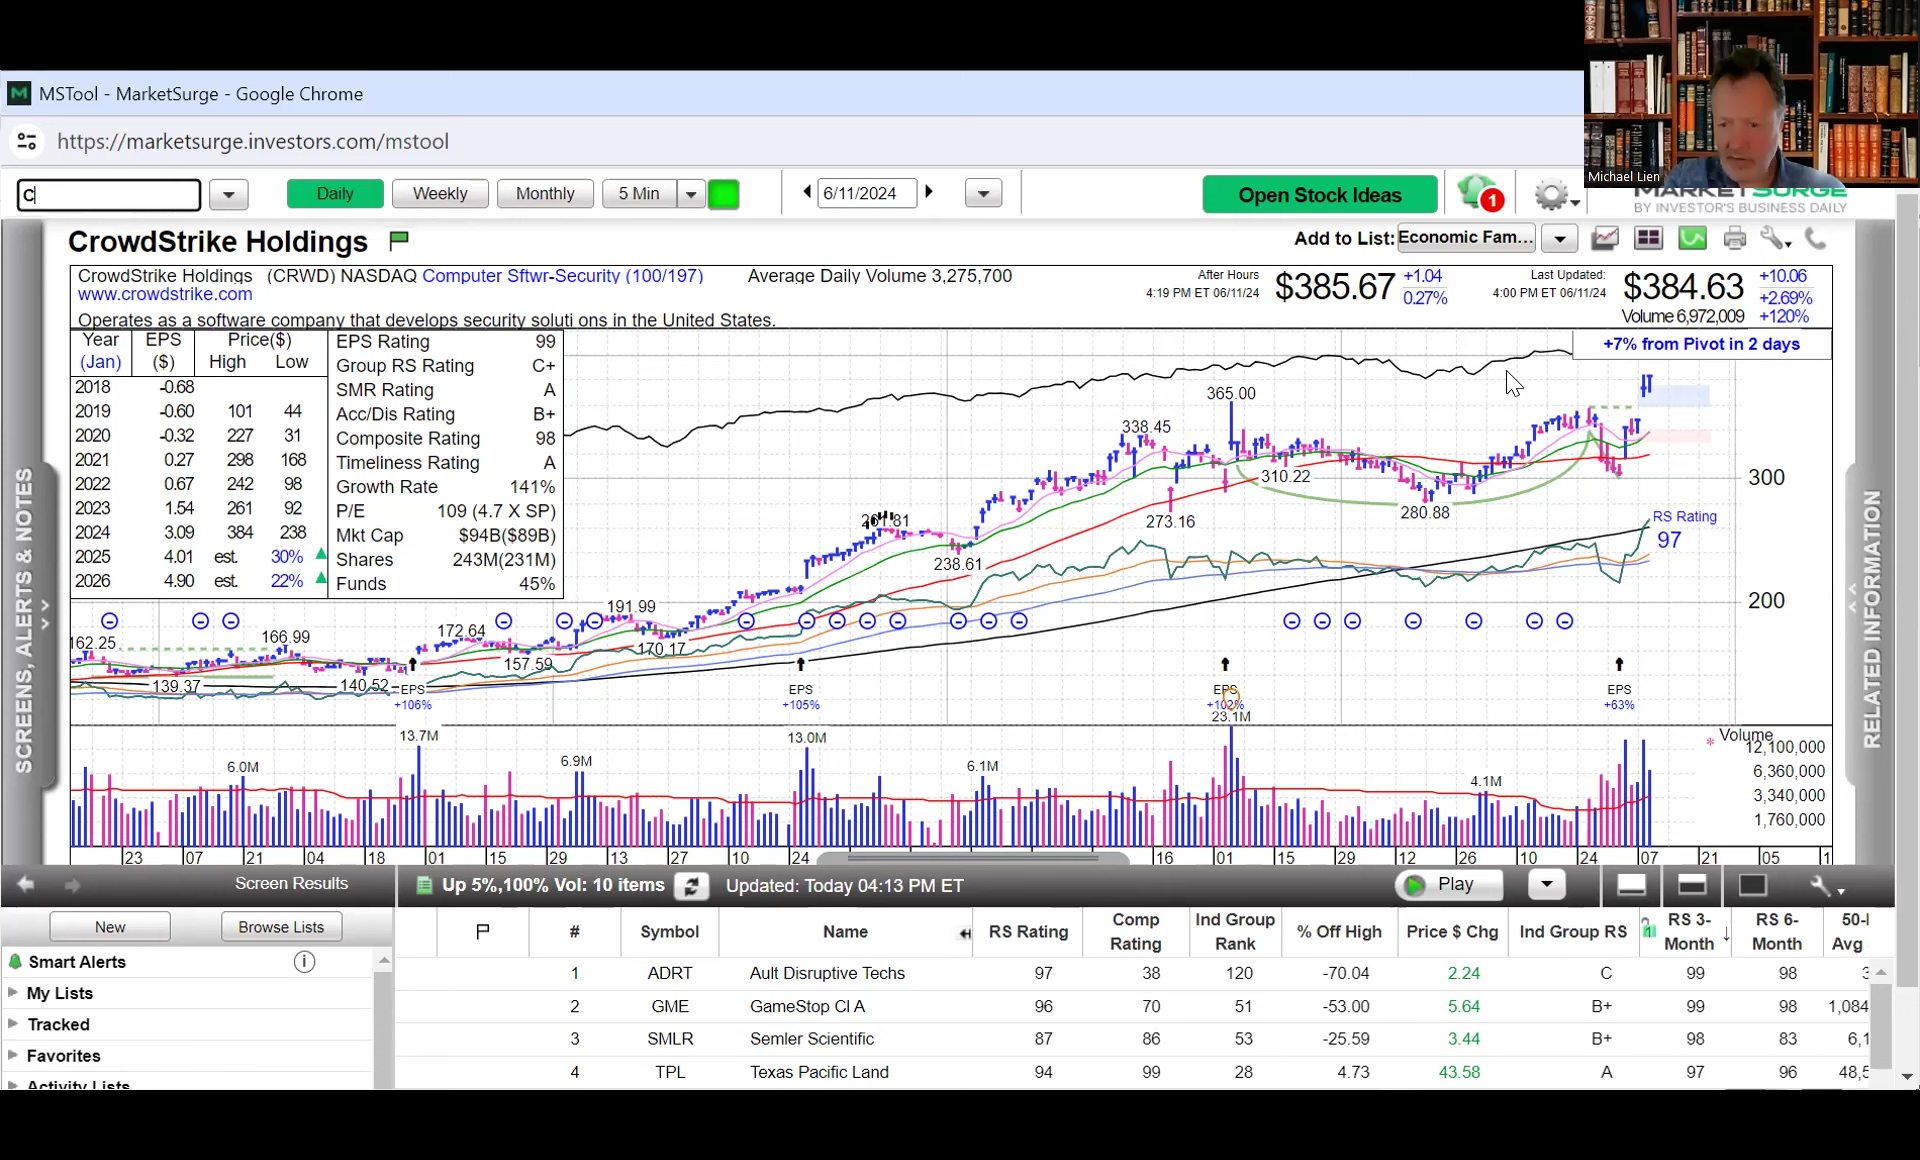 MSTool - MarketSurge - Google Chrome
https://marketsurge.investors.com/mstool
Michael Lien
C
Daily
Weekly
Monthly
5 Min
6/11/2024
Open Stock Ideas
1
MARKETSURGE
BY INVESTOR'S BUSINESS DAILY
CrowdStrike Holdings
Add to List: Economic Fam...
CrowdStrike Holdings (CRWD) NASDAQ Computer Sftwr-Security (100/197) Average Daily Volume 3,275,700
www.crowdstrike.com
Operates as a software company that develops security soluti ons in the United States.
After Hours
4:19 PM ET 06/11/24
$385.67
+1.04
0.27%
Last Updated:
4:00 PM ET 06/11/24
$384.63
+10.06
+2.69%
Volume 6,972,009 +120%
+7% from Pivot in 2 days
Year EPS Price($)
(Jan) ($) High Low
2018 -0.68
2019 -0.60 101 44
2020 -0.32 227 31
2021 0.27 298 168
2022 0.67 242 98
2023 1.54 261 92
2024 3.09 384 238
2025 4.01 est. 30%
2026 4.90 est. 22%
EPS Rating 99
Group RS Rating C+
SMR Rating A
Acc/Dis Rating B+
Composite Rating 98
Timeliness Rating A
Growth Rate 141%
P/E 109 (4.7 X SP)
Mkt Cap $94B($89B)
Shares 243M(231M)
Funds 45%
365.00
338.45
310.22
300
280.88
273.16
261.81
238.61
RS Rating
97
200
191.99
172.64
166.99
162.25
170.17
157.59
139.37
140.52
EPS
+106%
EPS
+105%
EPS
+102%
EPS
+63%
23.1M
13.7M
13.0M
6.0M
6.9M
6.1M
4.1M
Volume
12,100,000
6,360,000
3,340,000
1,760,000
23 07 21 04 18 01 15 29 13 27 10 24 16 01 15 29 12 26 10 24 07 21 05
SCREENS, ALERTS & NOTES
RELATED INFORMATION
Screen Results
Up 5%,100% Vol: 10 items
Updated: Today 04:13 PM ET
Play
New
Browse Lists
Smart Alerts
My Lists
Tracked
Favorites
Activity Lists
# Symbol Name RS Rating Comp Rating Ind Group Rank % Off High Price $ Chg Ind Group RS RS 3-Month RS 6-Month Avg
1 ADRT Ault Disruptive Techs 97 38 120 -70.04 2.24 C 99 98
2 GME GameStop Cl A 96 70 51 -53.00 5.64 B+ 99 98 1,084
3 SMLR Semler Scientific 87 86 53 -25.59 3.44 B+ 98 83 6,1
4 TPL Texas Pacific Land 94 99 28 4.73 43.58 A 97 96 48,5